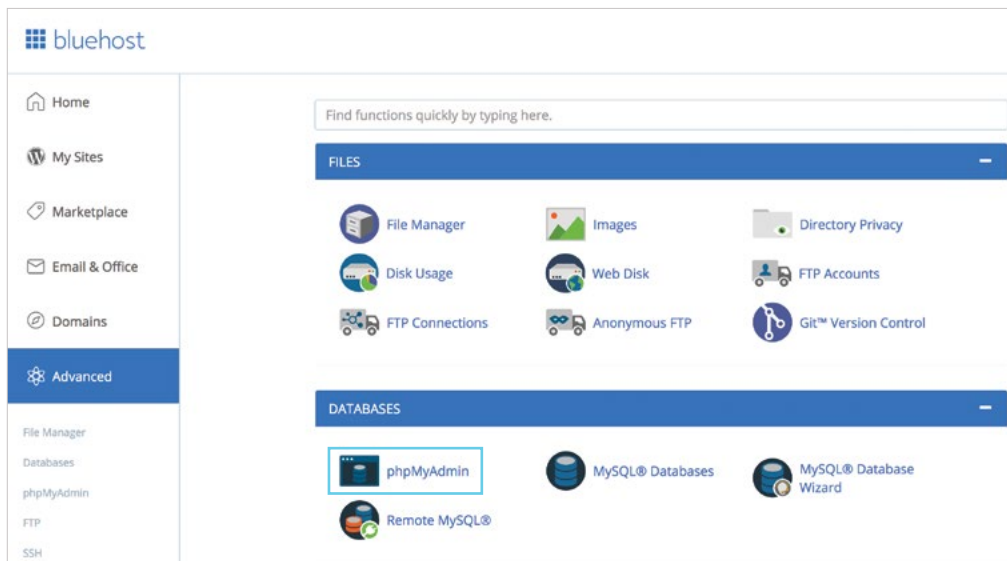 bluehost
Home
My Sites
Marketplace
Email & Office
Domains
Advanced
File Manager
Databases
phpMyAdmin
FTP
SSH
Find functions quickly by typing here.
FILES
File Manager
Images
Directory Privacy
Disk Usage
Web Disk
FTP Accounts
FTP Connections
Anonymous FTP
Git™ Version Control
DATABASES
phpMyAdmin
MySQL® Databases
MySQL® Database
Wizard
Remote MySQL®